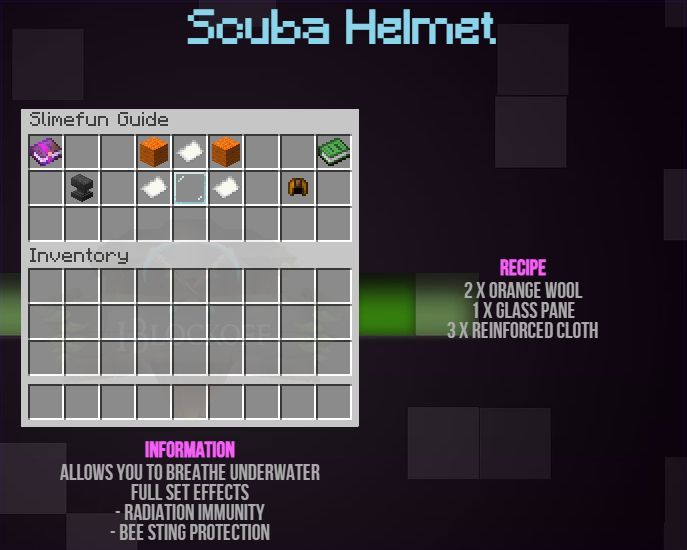 Scuba Helmet
Slimefun Guide
Inventory
1Blockoff
RECIPE
2 X ORANGE WOOL
1 X GLASS PANE
3 X REINFORCED CLOTH
INFORMATION
ALLOWS YOU TO BREATHE UNDERWATER
FULL SET EFFECTS
- RADIATION IMMUNITY
- BEE STING PROTECTION